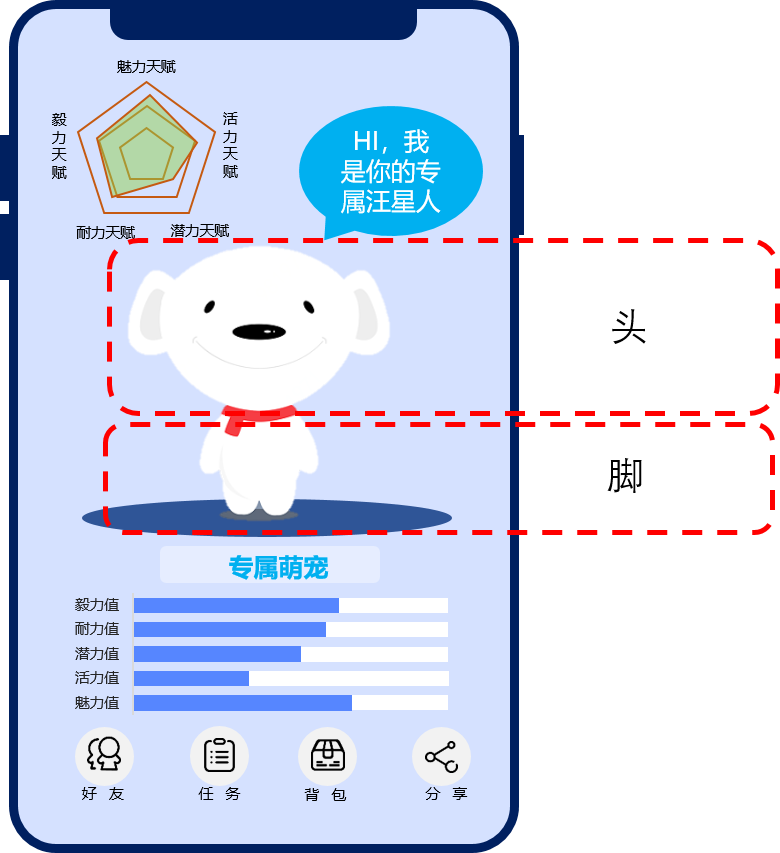 魅力天赋
毅力天赋
活力天赋
耐力天赋
潜力天赋
HI，我
是你的专
属汪星人
头
脚
专属萌宠
毅力值
耐力值
潜力值
活力值
魅力值
好 友
任 务
背 包
分 享